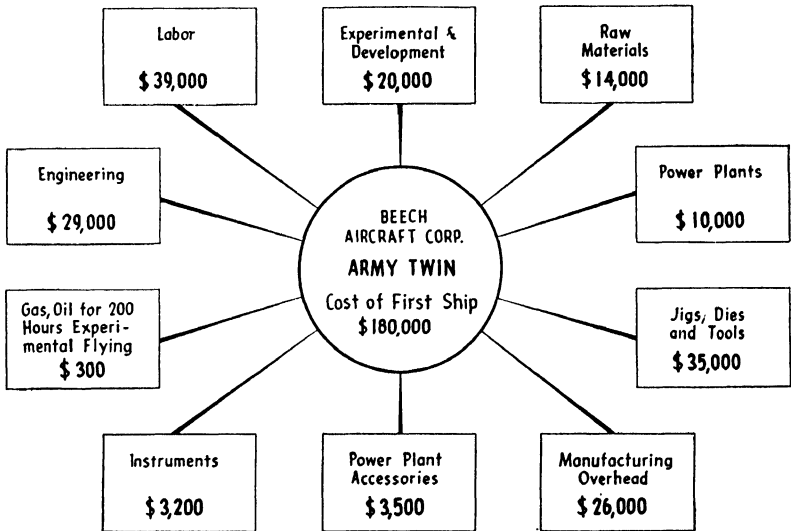 Labor
$39,000
Experimental &
Development
$20,000
Raw
Materials
$14,000
Engineering
$29,000
Power Plants
$10,000
BEECH
AIRCRAFT CORP.
ARMY TWIN
Cost of First Ship
$180,000
Gas, Oil for 200
Hours Experi-
mental Flying
$300
Jigs, Dies
and Tools
$35,000
Instruments
$3,200
Power Plant
Accessories
$3,500
Manufacturing
Overhead
$26,000